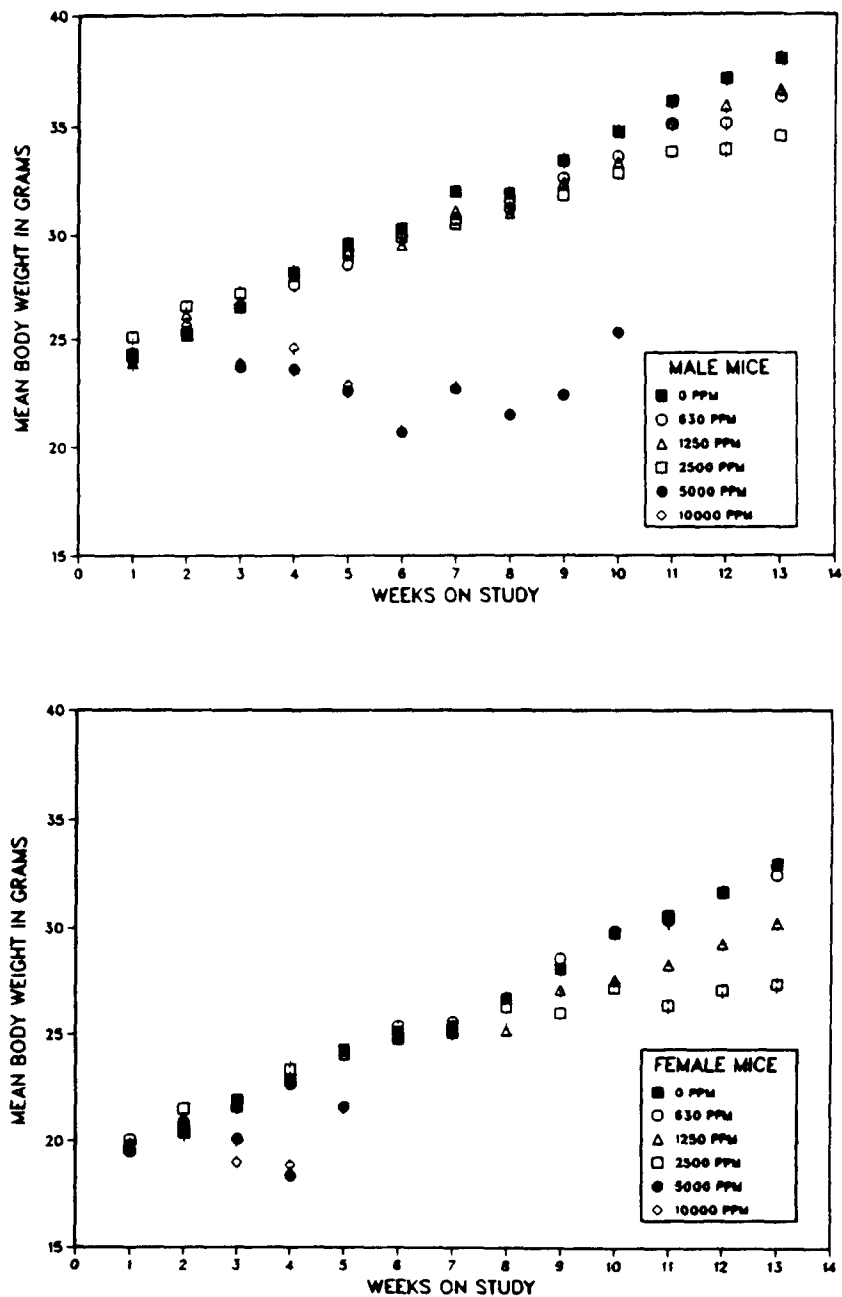 40
35
30
25
20
15
MEAN BODY WEIGHT IN GRAMS
MALE MICE
0 PPM
630 PPM
1250 PPM
2500 PPM
5000 PPM
10000 PPM
0 1 2 3 4 5 6 7 8 9 10 11 12 13 14
WEEKS ON STUDY
40
35
30
25
20
15
MEAN BODY WEIGHT IN GRAMS
FEMALE MICE
0 PPM
630 PPM
1250 PPM
2500 PPM
5000 PPM
10000 PPM
0 1 2 3 4 5 6 7 8 9 10 11 12 13 14
WEEKS ON STUDY